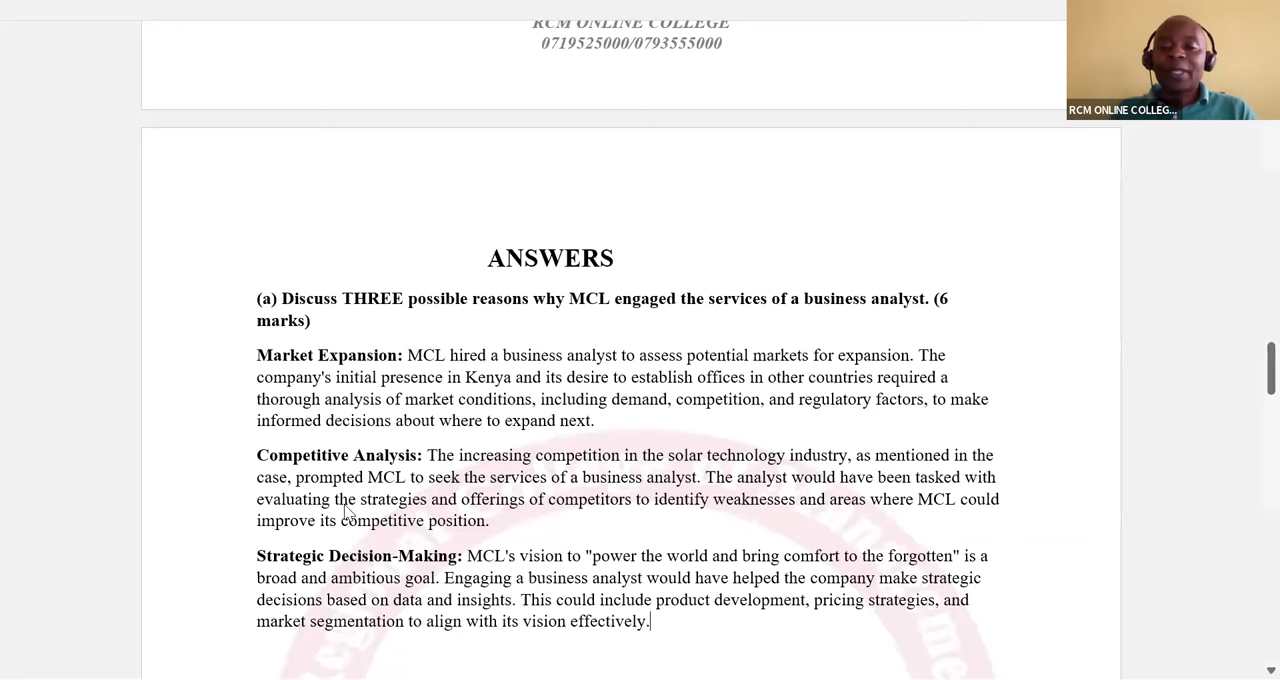 RCM ONLINE COLLEGE
0719525000/0793555000
RCM ONLINE COLLEG...
ANSWERS
(a) Discuss THREE possible reasons why MCL engaged the services of a business analyst. (6
marks)
Market Expansion: MCL hired a business analyst to assess potential markets for expansion. The
company's initial presence in Kenya and its desire to establish offices in other countries required a
thorough analysis of market conditions, including demand, competition, and regulatory factors, to make
informed decisions about where to expand next.
Competitive Analysis: The increasing competition in the solar technology industry, as mentioned in the
case, prompted MCL to seek the services of a business analyst. The analyst would have been tasked with
evaluating the strategies and offerings of competitors to identify weaknesses and areas where MCL could
improve its competitive position.
Strategic Decision-Making: MCL's vision to "power the world and bring comfort to the forgotten" is a
broad and ambitious goal. Engaging a business analyst would have helped the company make strategic
decisions based on data and insights. This could include product development, pricing strategies, and
market segmentation to align with its vision effectively.